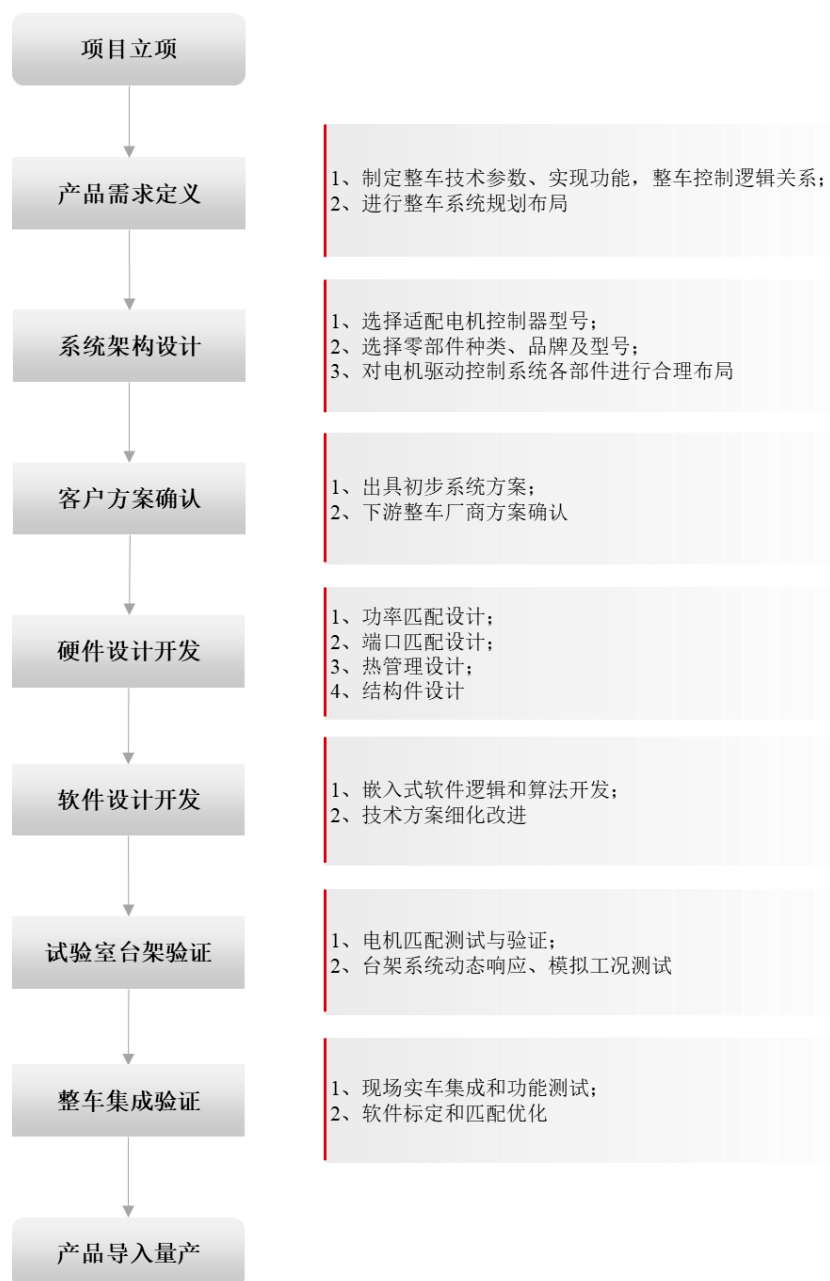 项目立项
产品需求定义
1、制定整车技术参数、实现功能，整车控制逻辑关系；
2、进行整车系统规划布局
系统架构设计
1、选择适配电机控制器型号；
2、选择零部件种类、品牌及型号；
3、对电机驱动控制系统各部件进行合理布局
客户方案确认
1、出具初步系统方案；
2、下游整车厂商方案确认
硬件设计开发
1、功率匹配设计；
2、端口匹配设计；
3、热管理设计；
4、结构件设计
软件设计开发
1、嵌入式软件逻辑和算法开发；
2、技术方案细化改进
试验室台架验证
1、电机匹配测试与验证；
2、台架系统动态响应、模拟工况测试
整车集成验证
1、现场实车集成和功能测试；
2、软件标定和匹配优化
产品导入量产